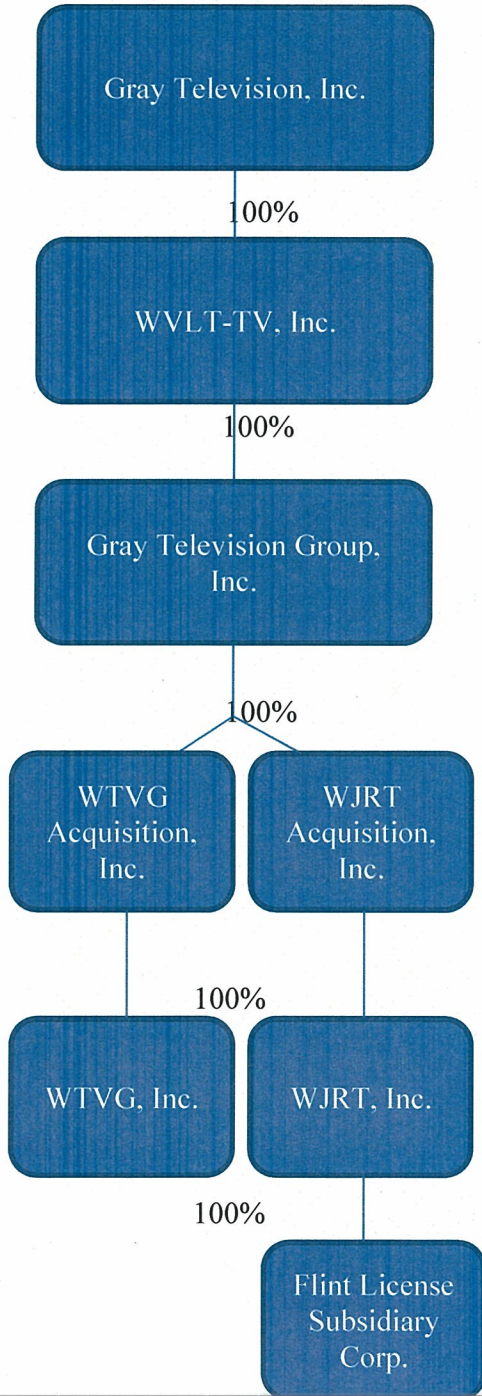 Gray Television, Inc.
100%
WVLT-TV, Inc.
100%
Gray Television Group,
Inc.
100%
WTVG
Acquisition,
Inc.
WJRT
Acquisition,
Inc.
100%
WTVG, Inc.
WJRT, Inc.
100%
Flint License
Subsidiary
Corp.